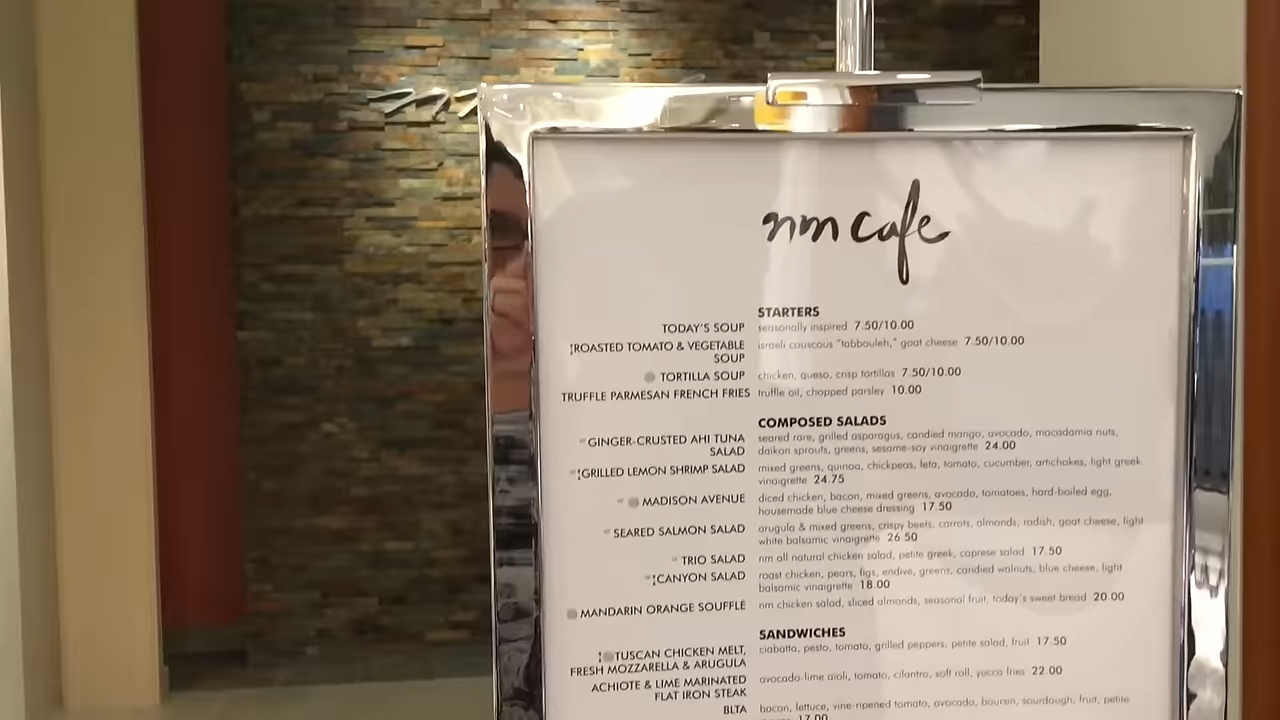 nm cafe
STARTERS
TODAY'S SOUP seasonally inspired 7.50/10.00
¦ROASTED TOMATO & VEGETABLE israeli couscous "tabbouleh," goat cheese 7.50/10.00
SOUP
TORTILLA SOUP chicken, queso, crisp tortillas 7.50/10.00
TRUFFLE PARMESAN FRENCH FRIES truffle oil, chopped parsley 10.00
COMPOSED SALADS
GINGER-CRUSTED AHI TUNA seared rare, grilled asparagus, candied mango, avocado, macadamia nuts,
SALAD daikon sprouts, greens, sesame-soy vinaigrette 24.00
¦GRILLED LEMON SHRIMP SALAD mixed greens, quinoa, chickpeas, feta, tomato, cucumber, artichokes, light greek
vinaigrette 24.75
MADISON AVENUE diced chicken, bacon, mixed greens, avocado, tomatoes, hard-boiled egg,
housemade blue cheese dressing 17.50
SEARED SALMON SALAD arugula & mixed greens, crispy beets, carrots, almonds, radish, goat cheese, light
white balsamic vinaigrette 26.50
TRIO SALAD nm all natural chicken salad, petite greek, caprese salad 17.50
¦CANYON SALAD roast chicken, pears, figs, endive, greens, candied walnuts, blue cheese, light
balsamic vinaigrette 18.00
MANDARIN ORANGE SOUFFLÉ nm chicken salad, sliced almonds, seasonal fruit, today's sweet bread 20.00
SANDWICHES
¦TUSCAN CHICKEN MELT, ciabatta, pesto, tomato, grilled peppers, petite salad, fruit 17.50
FRESH MOZZARELLA & ARUGULA
ACHIOTE & LIME MARINATED avocado-lime aioli, tomato, cilantro, soft roll, yucca fries 22.00
FLAT IRON STEAK
BLTA bacon, lettuce, vine-ripened tomato, avocado, boursin, sourdough, fruit, petite
17.00